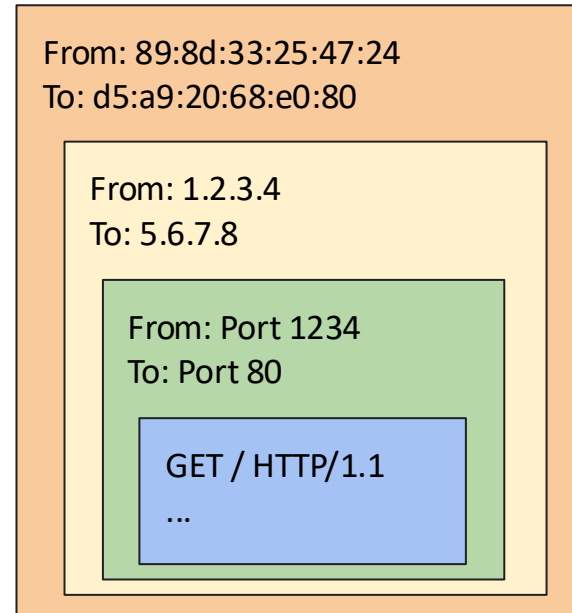 From: 89:8d:33:25:47:24
To: d5:a9:20:68:e0:80
From: 1.2.3.4
To: 5.6.7.8
From: Port 1234
To: Port 80
GET / HTTP/1.1
...